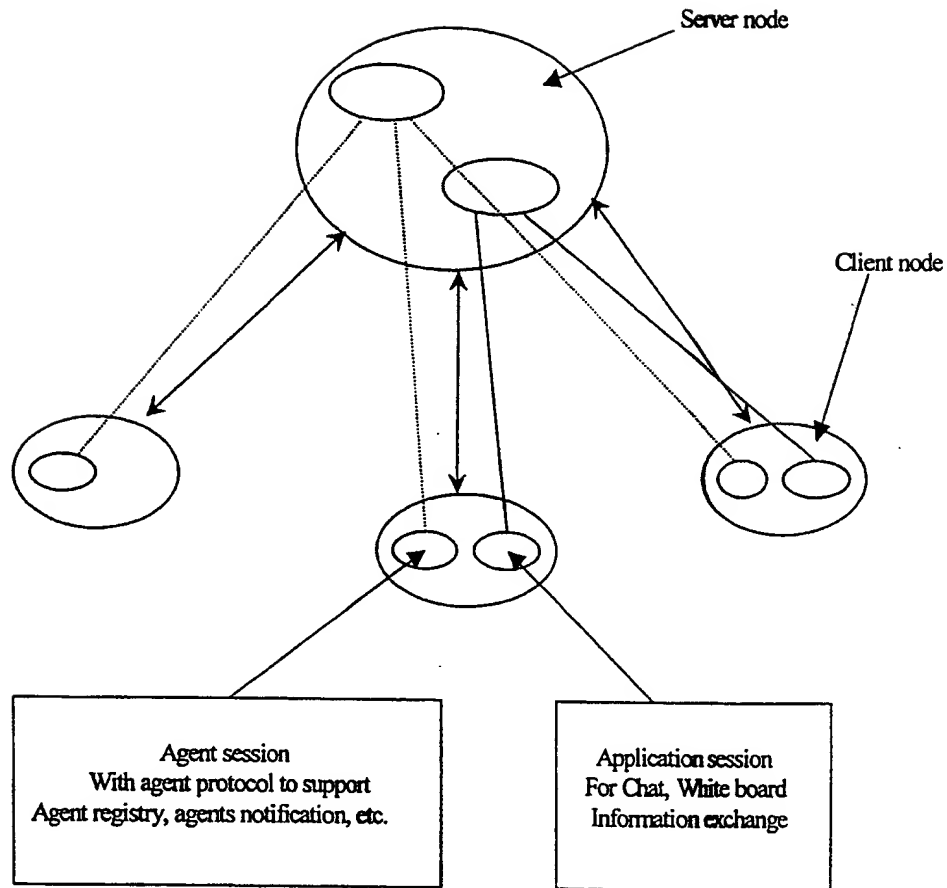 Server node
Client node
Agent session
With agent protocol to support
Agent registry, agents notification, etc.
Application session
For Chat, White board
Information exchange